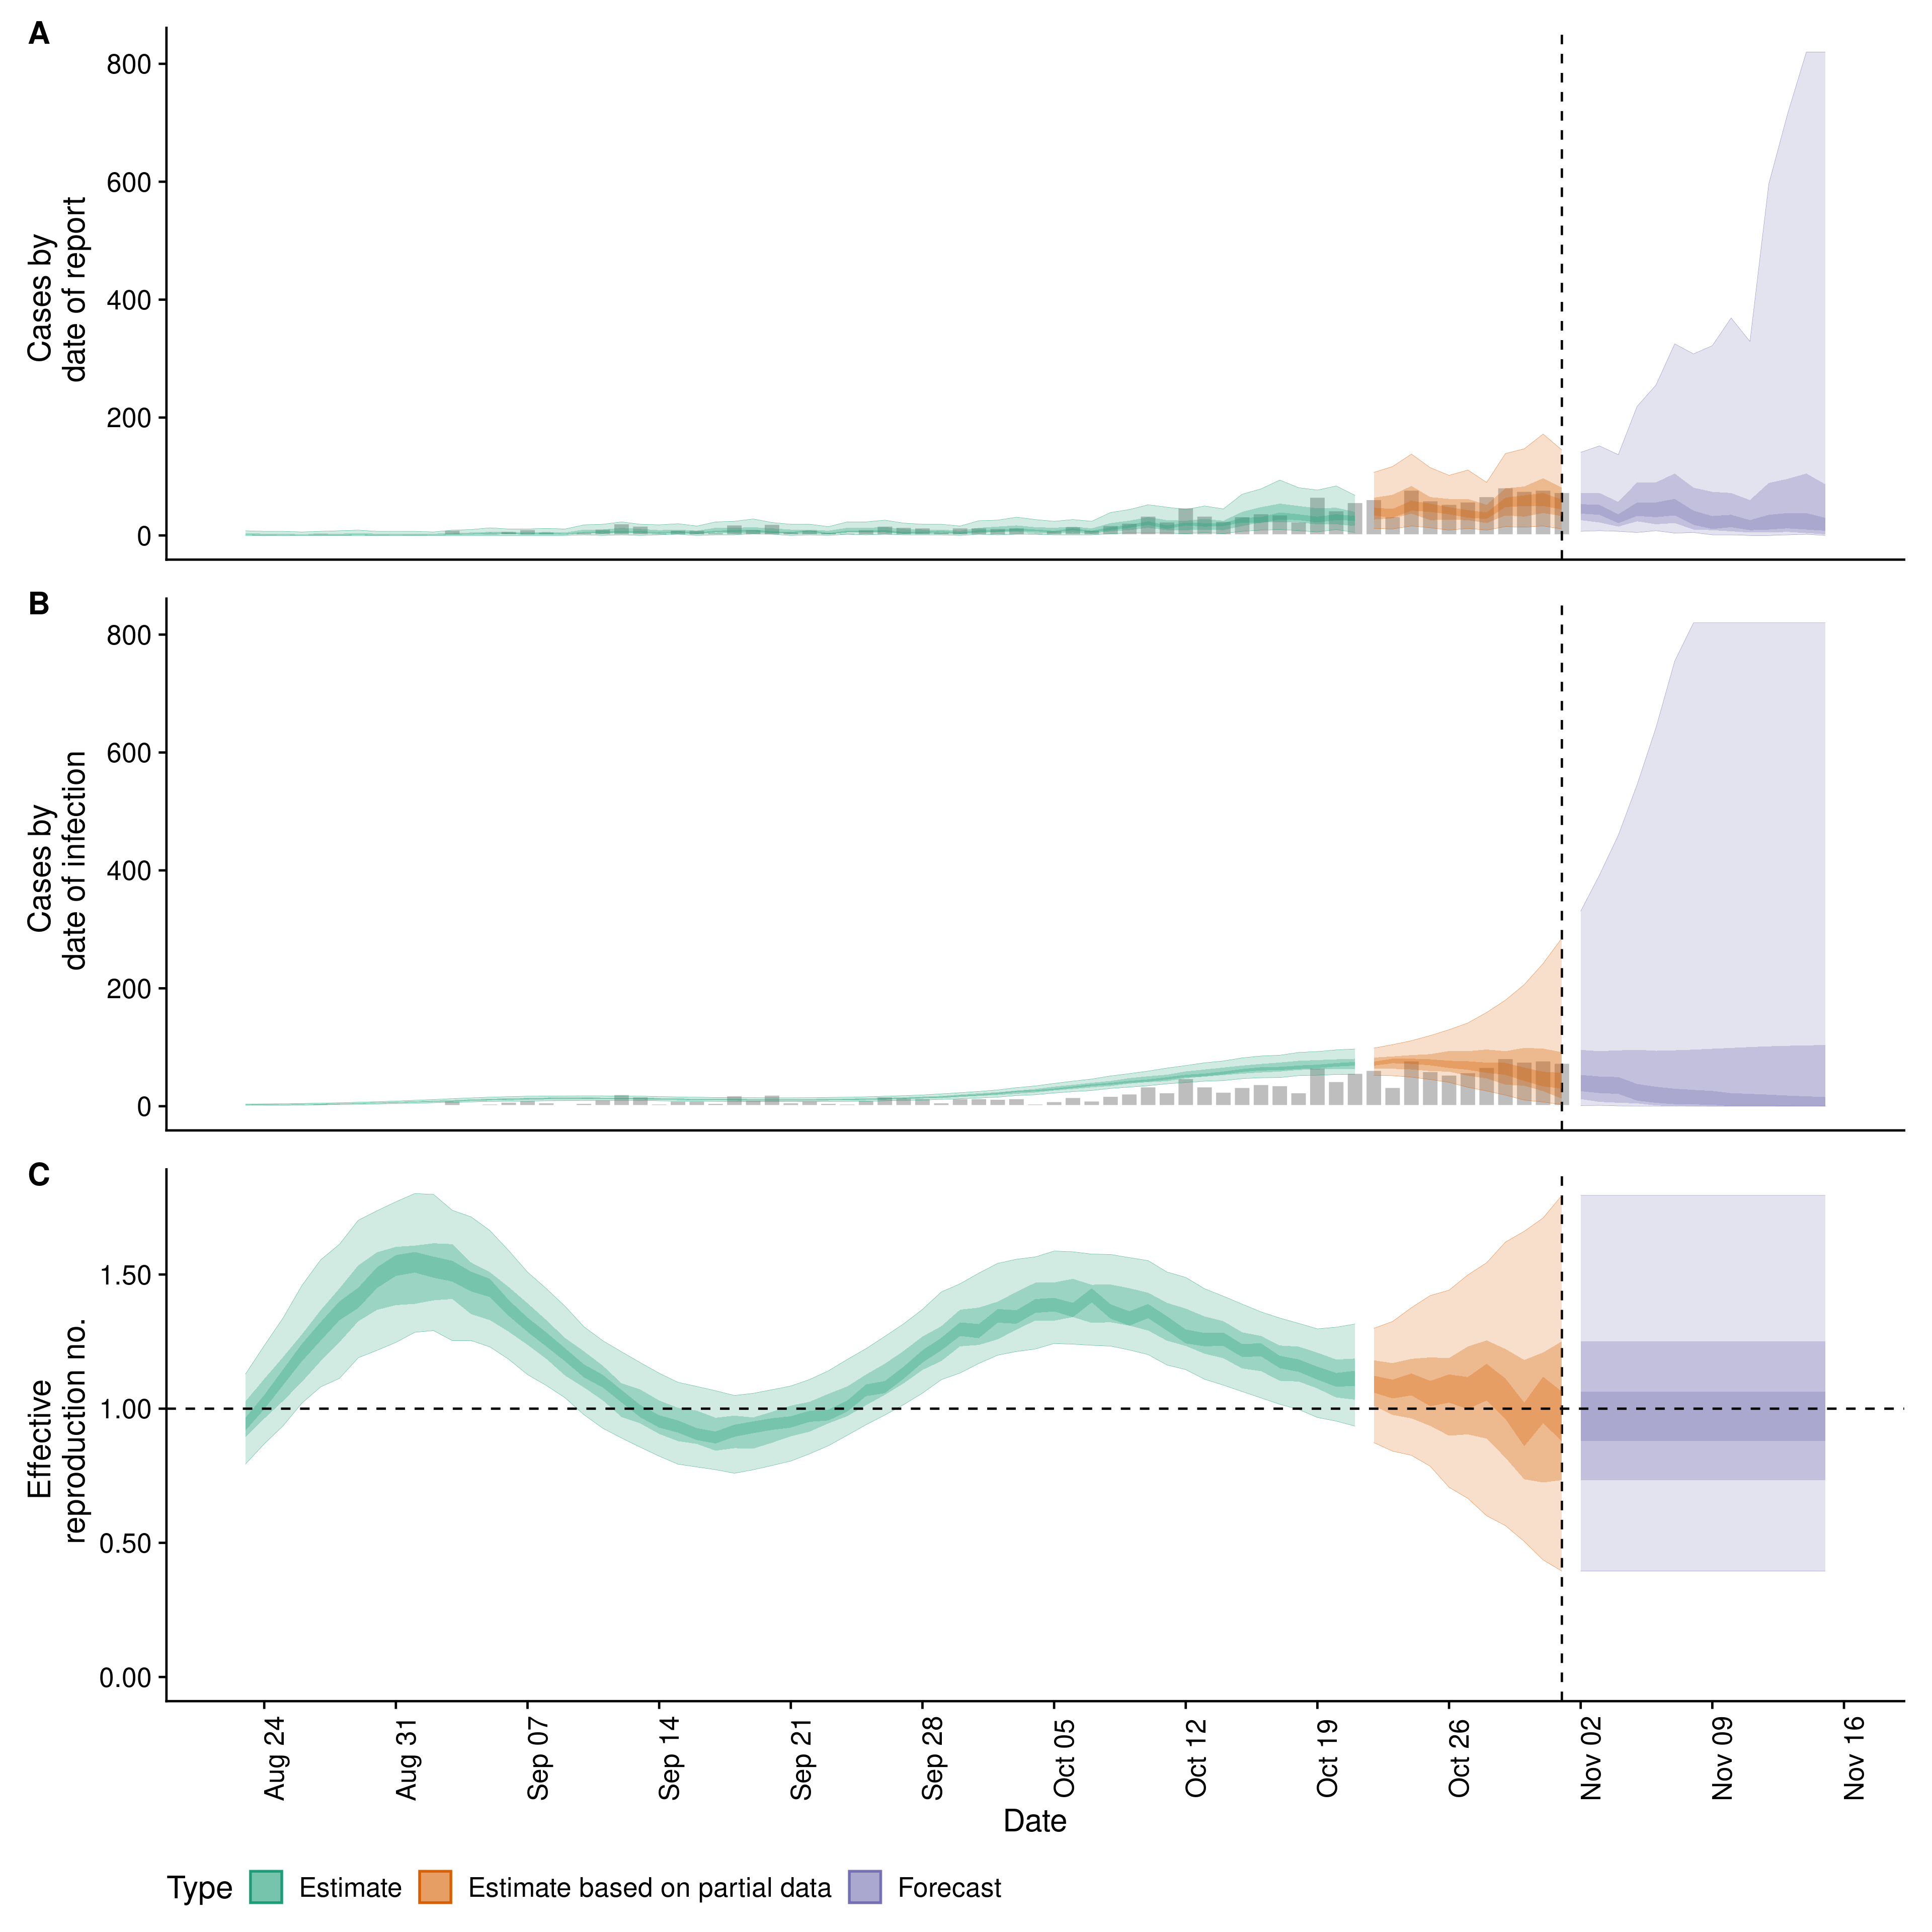 A
800
600
400
200
0
Cases by
date of report
B
800
600
400
200
0
Cases by
date of infection
C
1.50
1.00
0.50
0.00
Effective
reproduction no.
Aug 24
Aug 31
Sep 07
Sep 14
Sep 21
Sep 28
Oct 05
Oct 12
Oct 19
Oct 26
Nov 02
Nov 09
Nov 16
Date
Type Estimate Estimate based on partial data Forecast